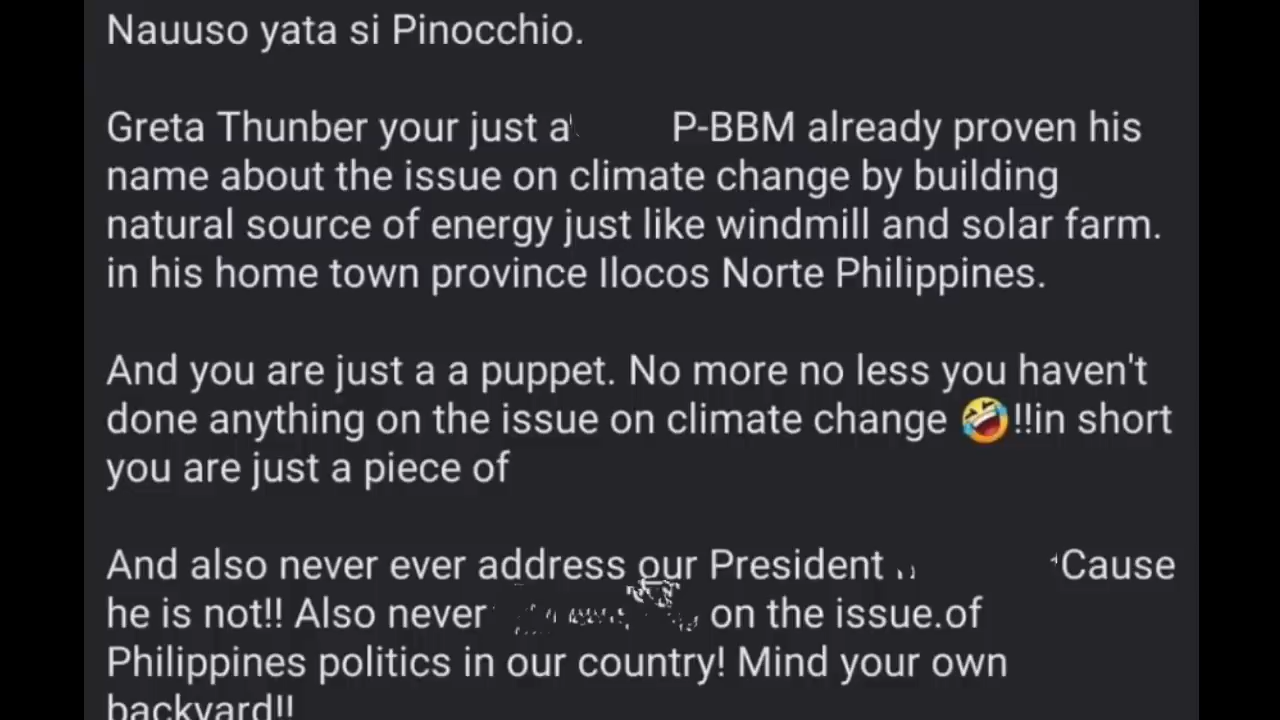 Nauuso yata si Pinocchio.
Greta Thunber your just a P-BBM already proven his
name about the issue on climate change by building
natural source of energy just like windmill and solar farm.
in his home town province Ilocos Norte Philippines.
And you are just a a puppet. No more no less you haven't
done anything on the issue on climate change 🤣!!in short
you are just a piece of
And also never ever address our President 'Cause
he is not!! Also never on the issue.of
Philippines politics in our country! Mind your own
backyard!!